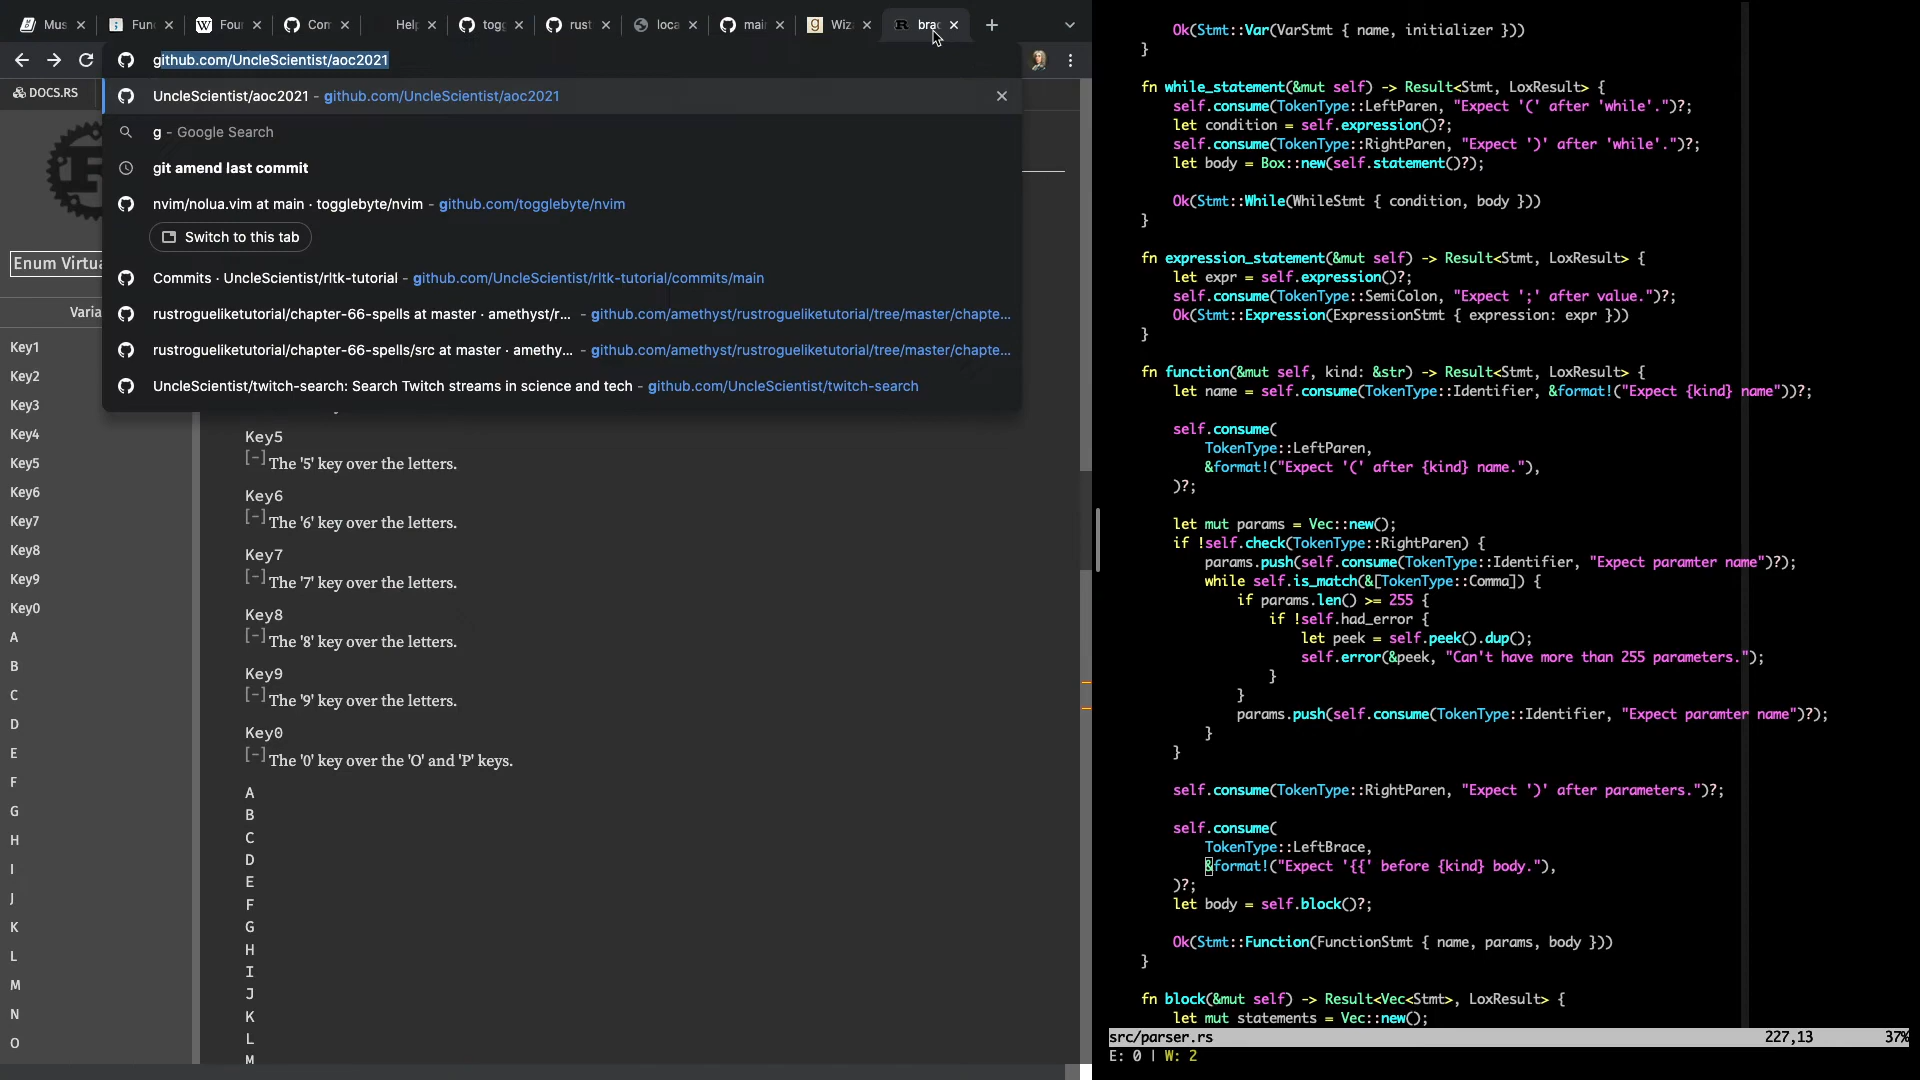 Mus
Fun
Four
Con
Help
togg
rust
loca
mai
Wiz
brac
github.com/UncleScientist/aoc2021
UncleScientist/aoc2021 - github.com/UncleScientist/aoc2021
g - Google Search
git amend last commit
nvim/nolua.vim at main · togglebyte/nvim - github.com/togglebyte/nvim
Switch to this tab
Commits · UncleScientist/rltk-tutorial - github.com/UncleScientist/rltk-tutorial/commits/main
rustrogueliketutorial/chapter-66-spells at master · amethyst/r... - github.com/amethyst/rustrogueliketutorial/tree/master/chapte...
rustrogueliketutorial/chapter-66-spells/src at master · amethy... - github.com/amethyst/rustrogueliketutorial/tree/master/chapte...
UncleScientist/twitch-search: Search Twitch streams in science and tech - github.com/UncleScientist/twitch-search
DOCS.RS
Enum Virtua
Varia
Key1
Key2
Key3
Key4
Key5
Key6
Key7
Key8
Key9
Key0
A
B
C
D
E
F
G
H
I
J
K
L
M
N
O
Key5
[-] The '5' key over the letters.
Key6
[-] The '6' key over the letters.
Key7
[-] The '7' key over the letters.
Key8
[-] The '8' key over the letters.
Key9
[-] The '9' key over the letters.
Key0
[-] The '0' key over the 'O' and 'P' keys.
A
B
C
D
E
F
G
H
I
J
K
L
M
Ok(Stmt::Var(VarStmt { name, initializer }))
}
fn while_statement(&mut self) -> Result<Stmt, LoxResult> {
self.consume(TokenType::LeftParen, "Expect '(' after 'while'.")?;
let condition = self.expression()?;
self.consume(TokenType::RightParen, "Expect ')' after 'while'.")?;
let body = Box::new(self.statement()?);
Ok(Stmt::While(WhileStmt { condition, body }))
}
fn expression_statement(&mut self) -> Result<Stmt, LoxResult> {
let expr = self.expression()?;
self.consume(TokenType::SemiColon, "Expect ';' after value.")?;
Ok(Stmt::Expression(ExpressionStmt { expression: expr }))
}
fn function(&mut self, kind: &str) -> Result<Stmt, LoxResult> {
let name = self.consume(TokenType::Identifier, &format!("Expect {kind} name"))?;
self.consume(
TokenType::LeftParen,
&format!("Expect '(' after {kind} name."),
)?;
let mut params = Vec::new();
if !self.check(TokenType::RightParen) {
params.push(self.consume(TokenType::Identifier, "Expect paramter name")?);
while self.is_match(&[TokenType::Comma]) {
if params.len() >= 255 {
if !self.had_error {
let peek = self.peek().dup();
self.error(&peek, "Can't have more than 255 parameters.");
}
}
params.push(self.consume(TokenType::Identifier, "Expect paramter name")?);
}
}
self.consume(TokenType::RightParen, "Expect ')' after parameters.")?;
self.consume(
TokenType::LeftBrace,
&format!("Expect '{{' before {kind} body."),
)?;
let body = self.block()?;
Ok(Stmt::Function(FunctionStmt { name, params, body }))
}
fn block(&mut self) -> Result<Vec<Stmt>, LoxResult> {
let mut statements = Vec::new();
src/parser.rs 227,13 37%
E: 0 | W: 2